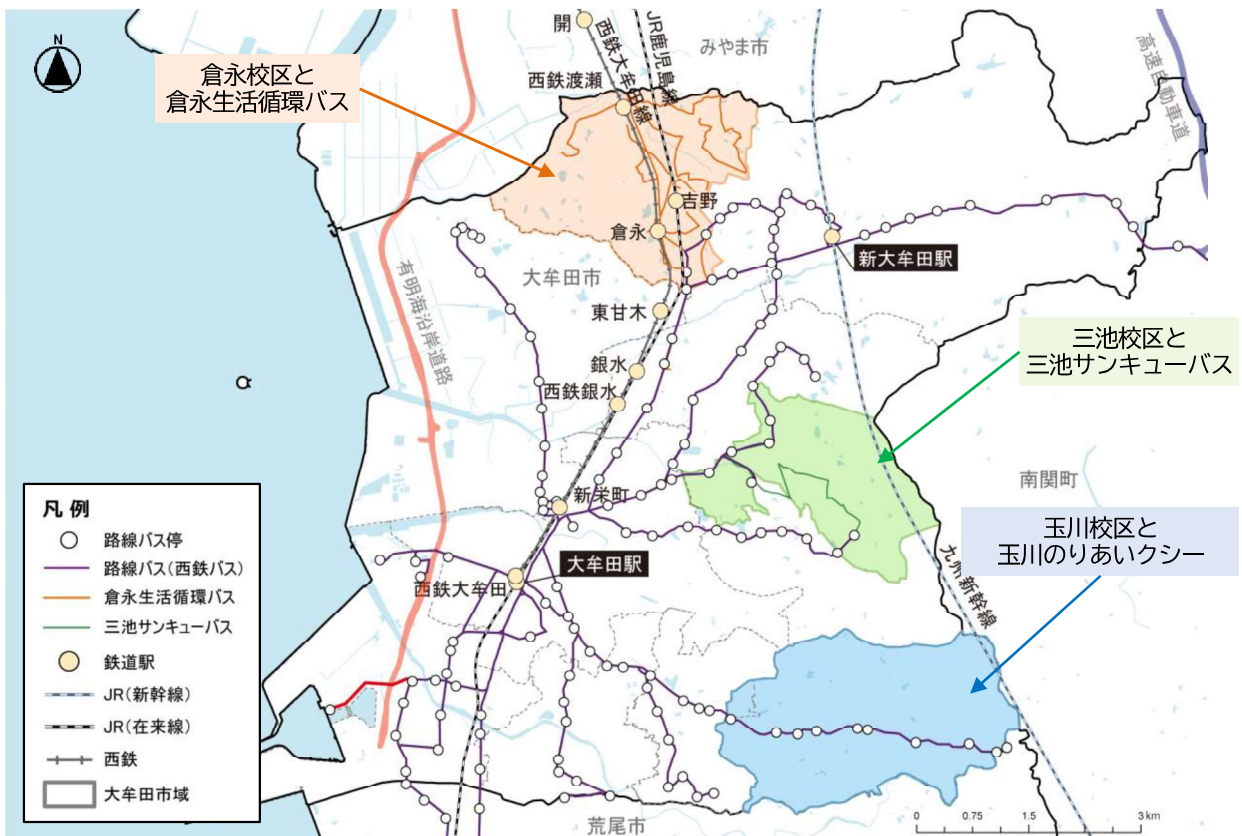 N
開
西鉄大牟田線
JR鹿児島線
みやま市
高速自動車道
倉永校区と
倉永生活循環バス
西鉄渡瀬
吉野
倉永
新大牟田駅
大牟田市
有明海沿岸道路
東甘木
銀水
西鉄銀水
三池校区と
三池サンキューバス
南関町
新栄町
大牟田駅
西鉄大牟田
玉川校区と
玉川のりあいクシー
九州新幹線
荒尾市
凡例
路線バス停
路線バス(西鉄バス)
倉永生活循環バス
三池サンキューバス
鉄道駅
JR(新幹線)
JR(在来線)
西鉄
大牟田市域
0 0.75 1.5 3 km